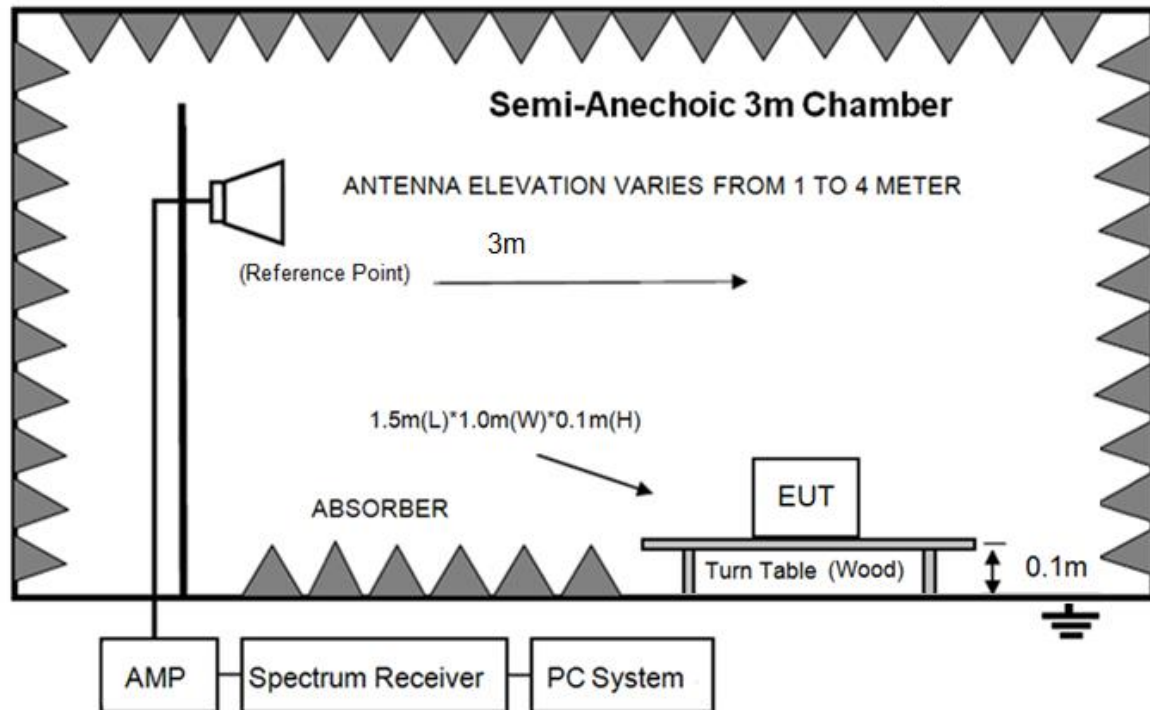 Semi-Anechoic 3m Chamber
ANTENNA ELEVATION VARIES FROM 1 TO 4 METER
3m
(Reference Point)
1.5m(L)*1.0m(W)*0.1m(H)
ABSORBER
EUT
Turn Table (Wood)
0.1m
AMP
Spectrum Receiver
PC System